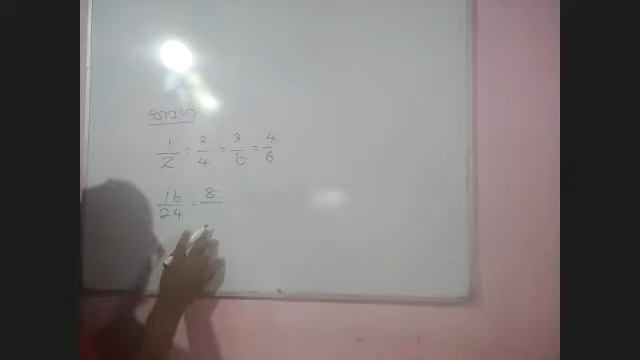 භාග
1/2 = 2/4 = 3/6 = 4/8
16/24 = 8/